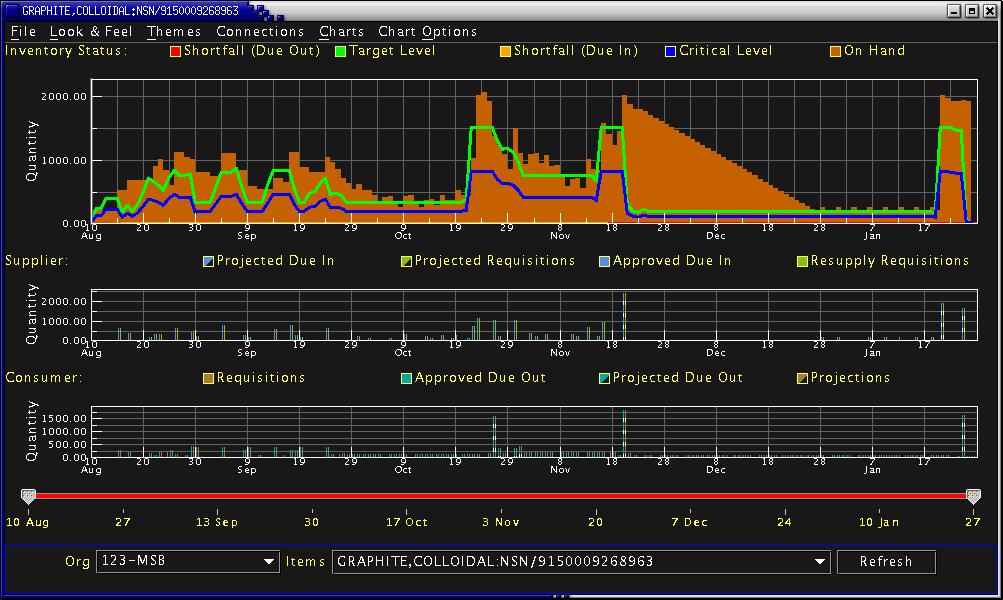 GRAPHITE,COLLOIDAL:NSN/9150009268963
File Look & Feel Themes Connections Charts Chart Options
Inventory Status: Shortfall (Due Out) Target Level Shortfall (Due In) Critical Level On Hand
2000.00
1000.00
0.00
Quantity
10 20 30 9 19 29 9 19 29 8 18 28 8 18 28 7 17
Aug Sep Oct Nov Dec Jan
Supplier: Projected Due In Projected Requisitions Approved Due In Resupply Requisitions
2000.00
1000.00
0.00
Quantity
10 20 30 9 19 29 9 19 29 8 18 28 8 18 28 7 17
Aug Sep Oct Nov Dec Jan
Consumer: Requisitions Approved Due Out Projected Due Out Projections
1500.00
1000.00
500.00
0.00
Quantity
10 20 30 9 19 29 9 19 29 8 18 28 8 18 28 7 17
Aug Sep Oct Nov Dec Jan
10 Aug 27 13 Sep 30 17 Oct 3 Nov 20 7 Dec 24 10 Jan 27
Org 123-MSB Items GRAPHITE,COLLOIDAL:NSN/9150009268963 Refresh